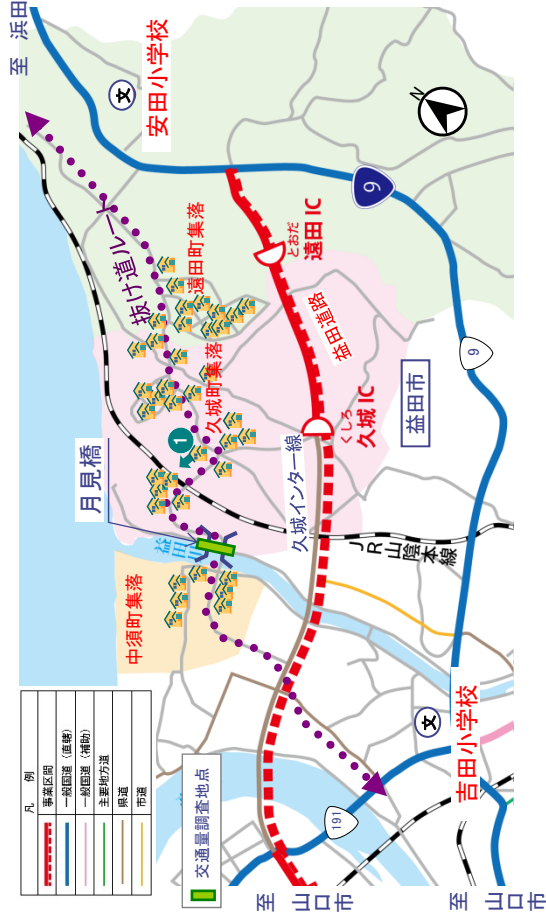 至 浜田
文
安田小学校
N
抜け道ルート
遠田町集落
9
とおだ
遠田 IC
益田道路
久城町集落
1
くしろ
久城 IC
9
益田市
月見橋
久城インター線
益田川
JR山陰本線
中須町集落
凡 例
事業区間
一般国道（直轄）
一般国道（補助）
主要地方道
県道
市道
交通量調査地点
文
吉田小学校
191
至 山口市
至 山口市